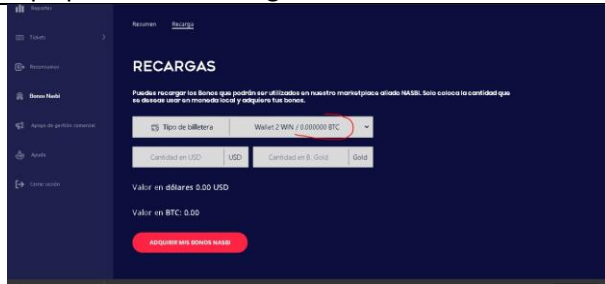 Reportes
Resumen Recarga
Tickets
RECARGAS
Puedes recargar los Bonos que podrán ser utilizados en nuestro marketplace aliado NASBI. Solo coloca la cantidad que
se deseas usar en moneda local y adquiere tus bonos.
Bonos Nasbi
Apoyo de gestión comercial
Tipo de billetera Wallet 2 WIN / 0.000000 BTC
Ayuda
Cantidad en USD USD Cantidad en B. Gold Gold
Cerrar sesión
Valor en dólares 0.00 USD
Valor en BTC: 0.00
ADQUIRIR MIS BONOS NASBI